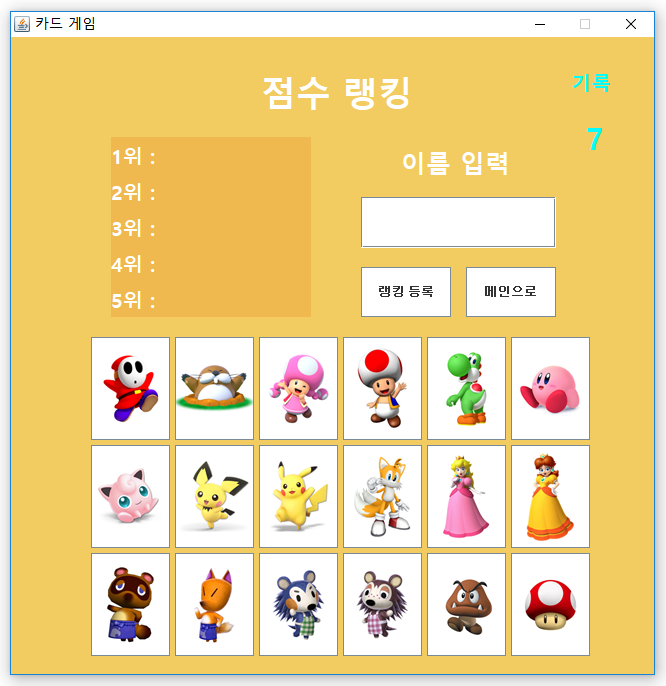 카드 게임
점수 랭킹
기록
7
1위 :
2위 :
3위 :
4위 :
5위 :
이름 입력
랭킹 등록
메인으로